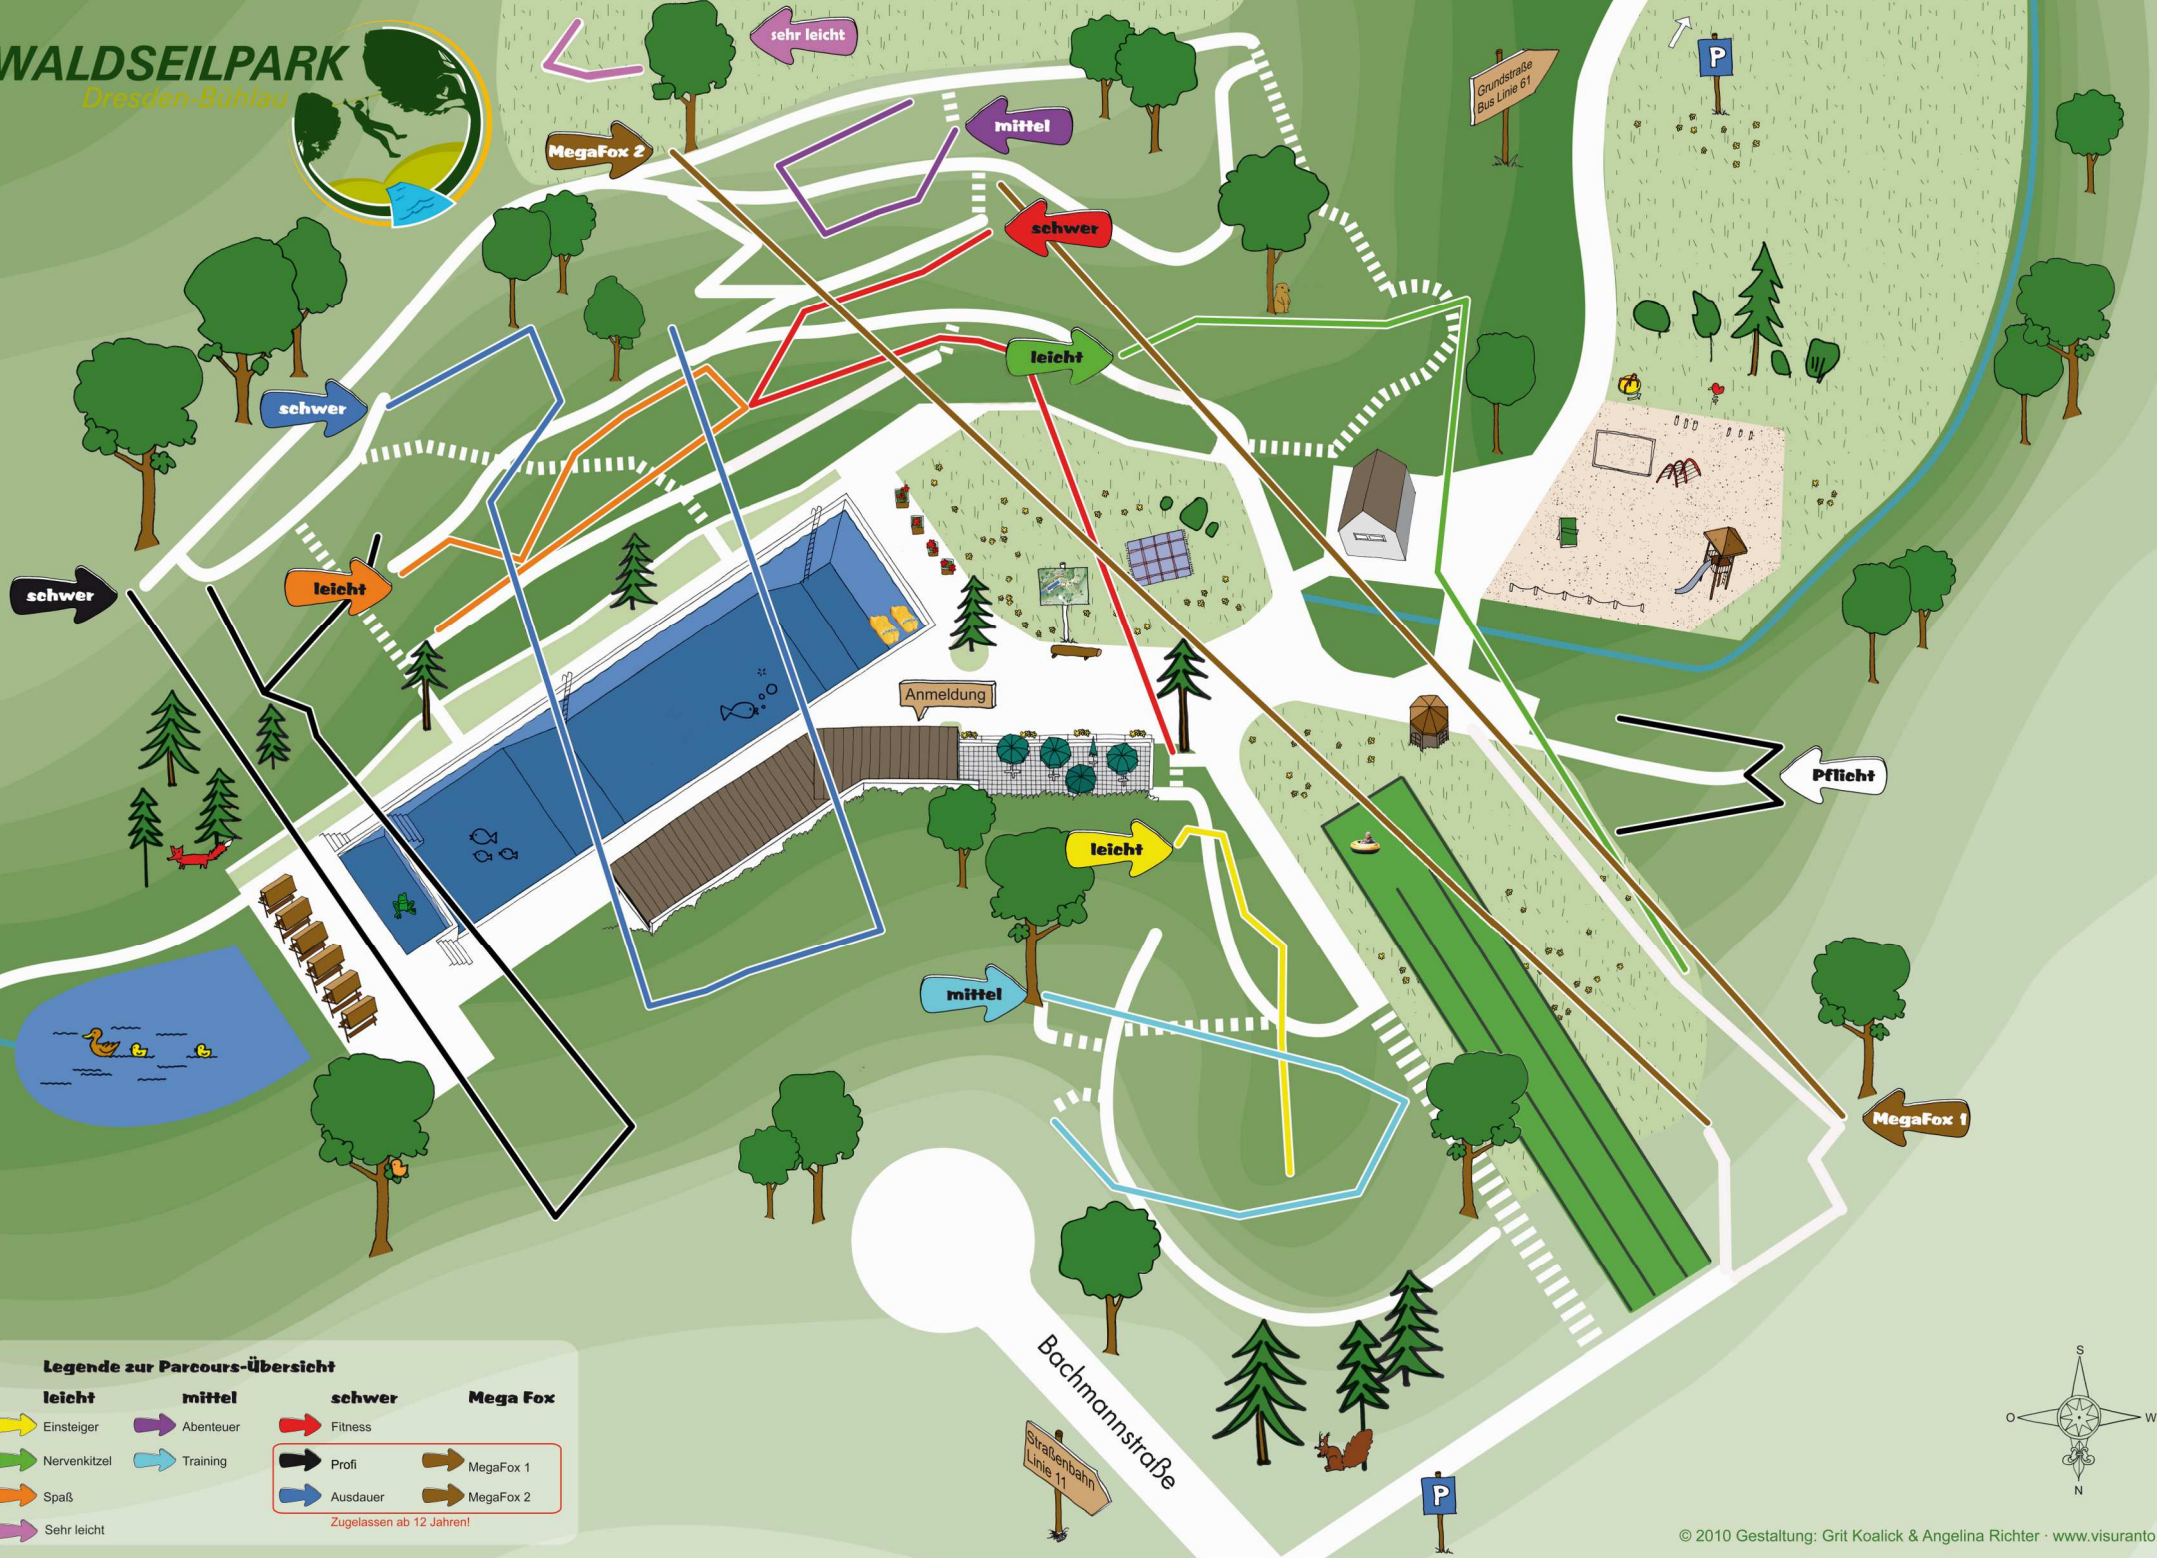 WALDSEILPARK
Dresden-Bühlau
sehr leicht
MegaFox 2
mittel
schwer
Grundstraße
Bus Linie 61
P
leicht
schwer
schwer
leicht
Anmeldung
Pflicht
leicht
mittel
MegaFox 1
Bachmannstraße
Straßenbahn
Linie 11
P
S
O
W
N
Legende zur Parcours-Übersicht
leicht mittel schwer Mega Fox
Einsteiger Abenteuer Fitness
Nervenkitzel Training Profi MegaFox 1
Spaß Ausdauer MegaFox 2
Sehr leicht Zugelassen ab 12 Jahren!
© 2010 Gestaltung: Grit Koalick & Angelina Richter · www.visuranto